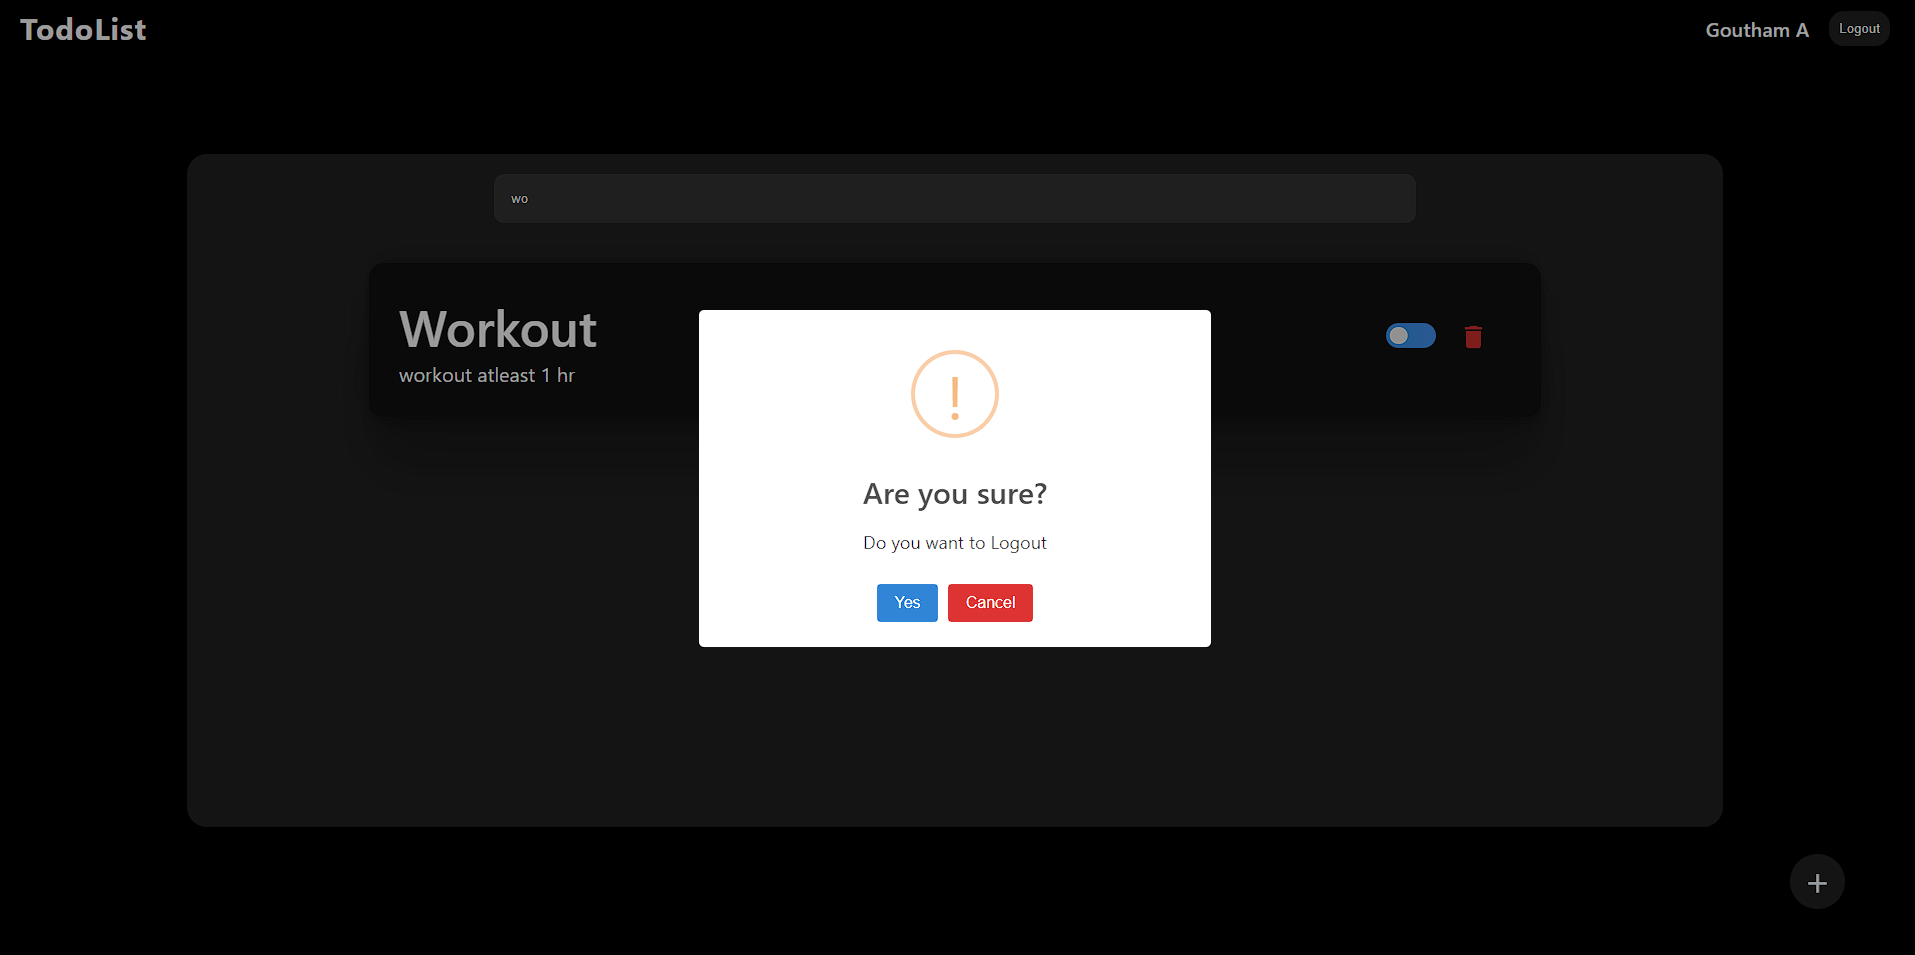 TodoList
Goutham A
Logout
wo
Workout
workout atleast 1 hr
!
Are you sure?
Do you want to Logout
Yes
Cancel
+